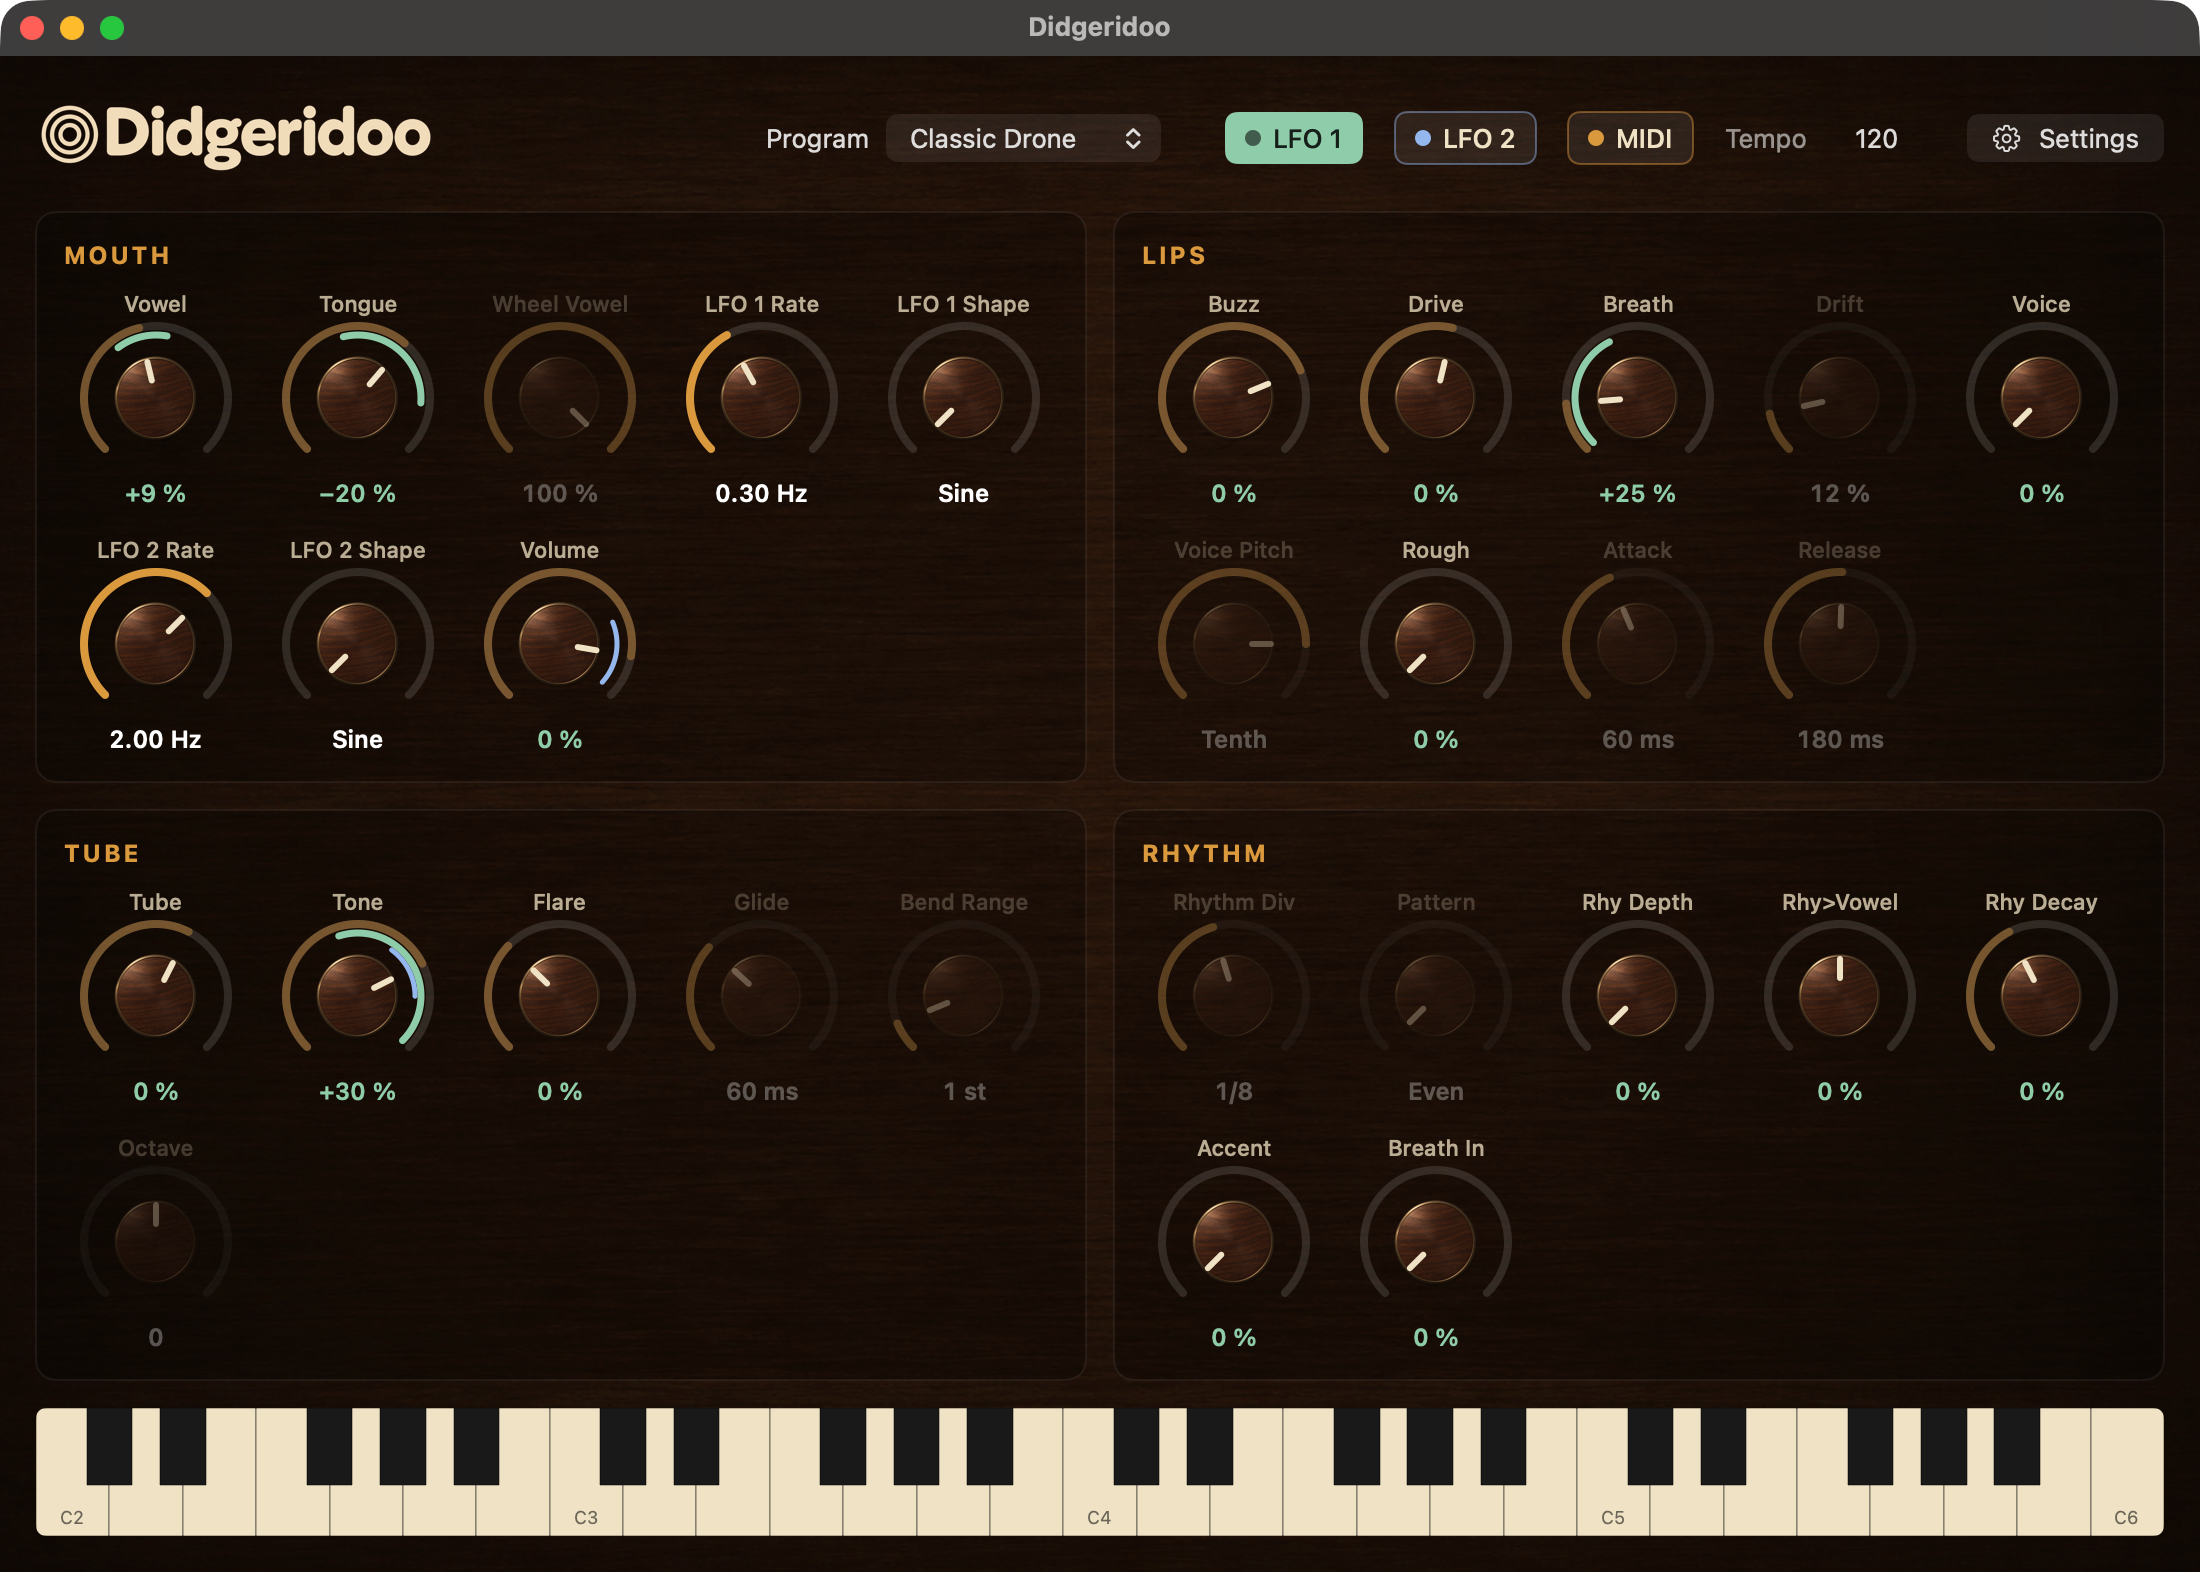 Didgeridoo
Didgeridoo
Program Classic Drone LFO 1 LFO 2 MIDI Tempo 120 Settings
MOUTH
Vowel Tongue Wheel Vowel LFO 1 Rate LFO 1 Shape
+9 % −20 % 100 % 0.30 Hz Sine
LFO 2 Rate LFO 2 Shape Volume
2.00 Hz Sine 0 %
LIPS
Buzz Drive Breath Drift Voice
0 % 0 % +25 % 12 % 0 %
Voice Pitch Rough Attack Release
Tenth 0 % 60 ms 180 ms
TUBE
Tube Tone Flare Glide Bend Range
0 % +30 % 0 % 60 ms 1 st
Octave
0
RHYTHM
Rhythm Div Pattern Rhy Depth Rhy>Vowel Rhy Decay
1/8 Even 0 % 0 % 0 %
Accent Breath In
0 % 0 %
C2 C3 C4 C5 C6